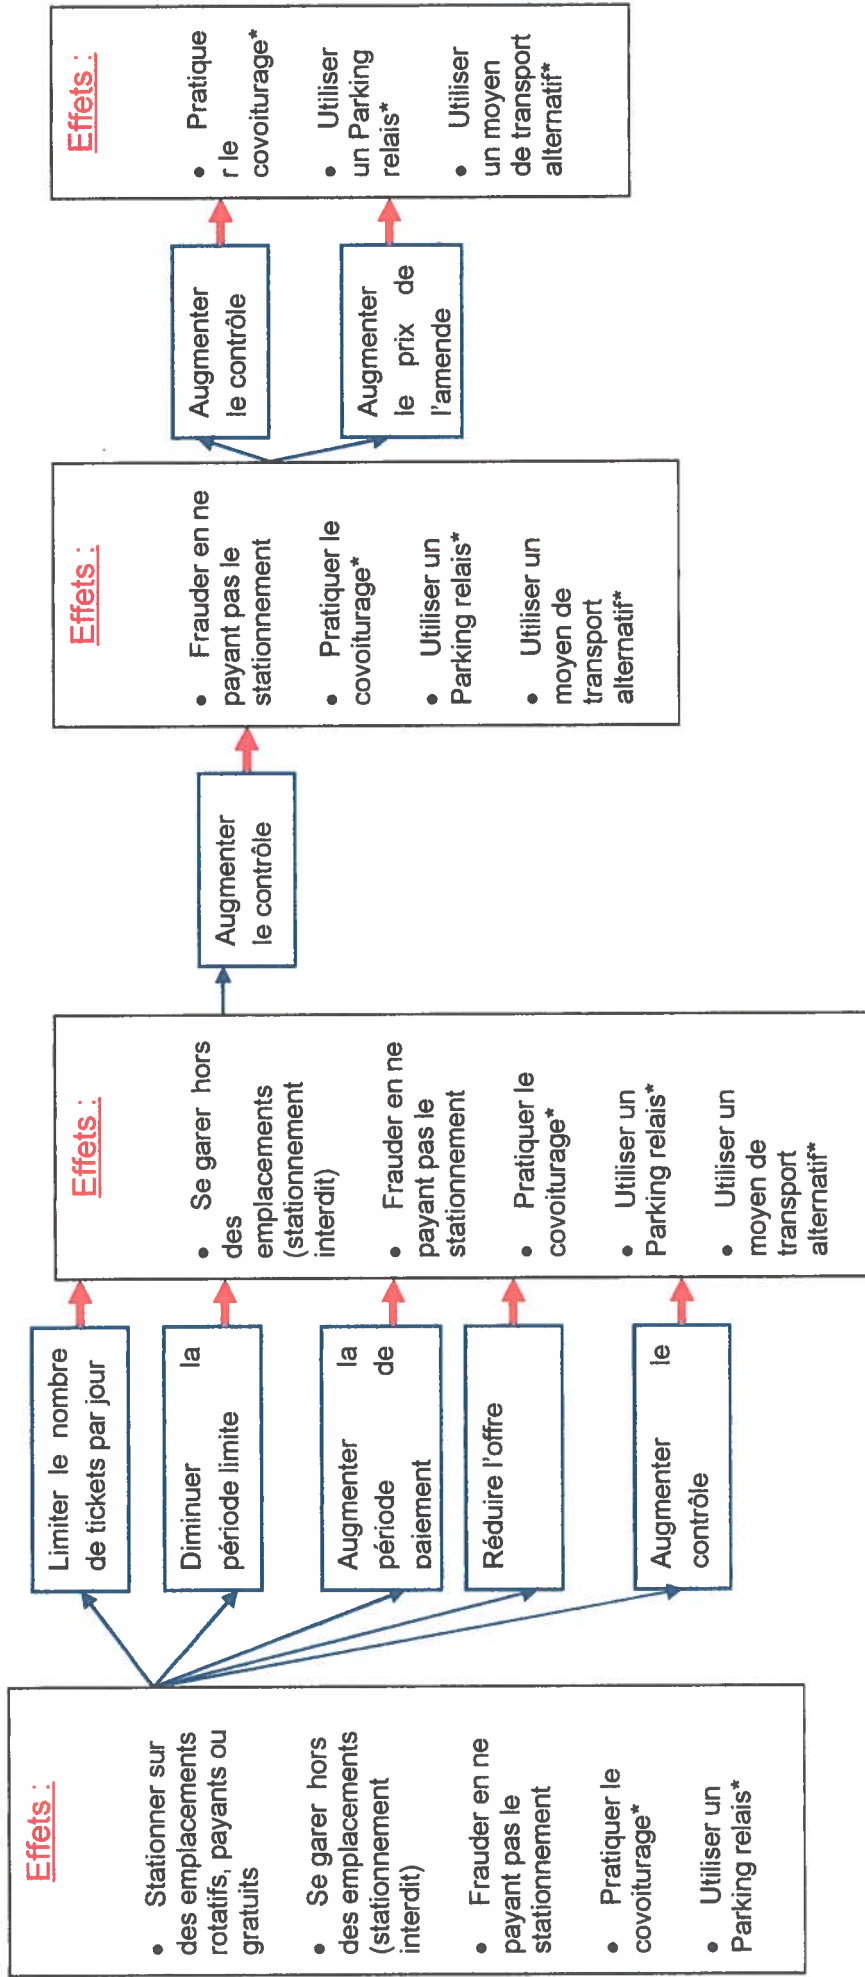 Effets :
• Stationner sur
des emplacements
rotatifs, payants ou
gratuits
• Se garer hors
des emplacements
(stationnement
interdit)
• Frauder en ne
payant pas le
stationnement
• Pratiquer le
covoiturage*
• Utiliser un
Parking relais*
Limiter le nombre
de tickets par jour
Diminuer la
période limite
Augmenter la
période de
paiement
Réduire l'offre
Augmenter le
contrôle
Effets :
• Se garer hors
des
emplacements
(stationnement
interdit)
• Frauder en ne
payant pas le
stationnement
• Pratiquer le
covoiturage*
• Utiliser un
Parking relais*
• Utiliser un
moyen de
transport
alternatif*
Augmenter
le contrôle
Effets :
• Frauder en ne
payant pas le
stationnement
• Pratiquer le
covoiturage*
• Utiliser un
Parking relais*
• Utiliser un
moyen de
transport
alternatif*
Augmenter
le contrôle
Augmenter
le prix de
l'amende
Effets :
• Pratique
r le
covoiturage*
• Utiliser
un Parking
relais*
• Utiliser
un moyen
de transport
alternatif*